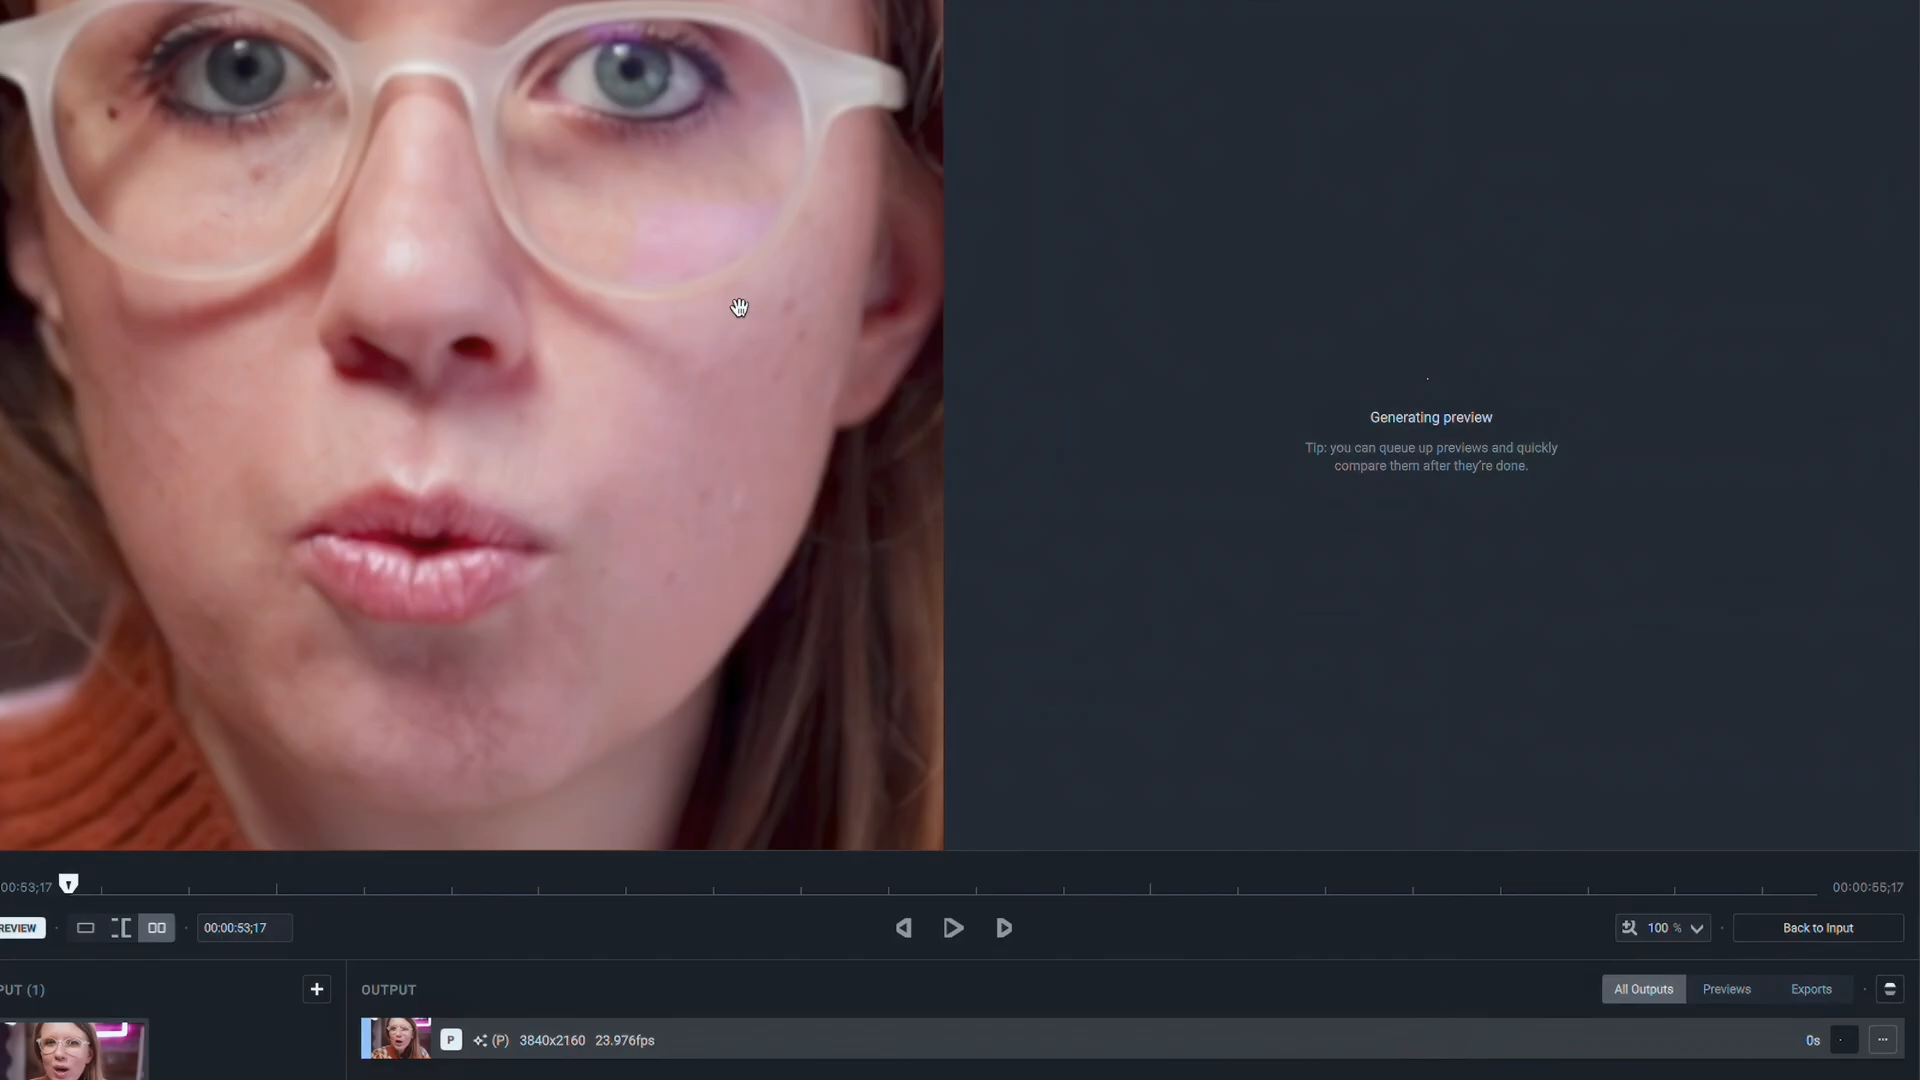 Generating preview
Tip: you can queue up previews and quickly
compare them after they're done.
00:53;17
00:00:55;17
REVIEW
00:00:53;17
100 %
Back to Input
PUT (1)
OUTPUT
All Outputs
Previews
Exports
P
(P) 3840x2160 23.976fps
0s